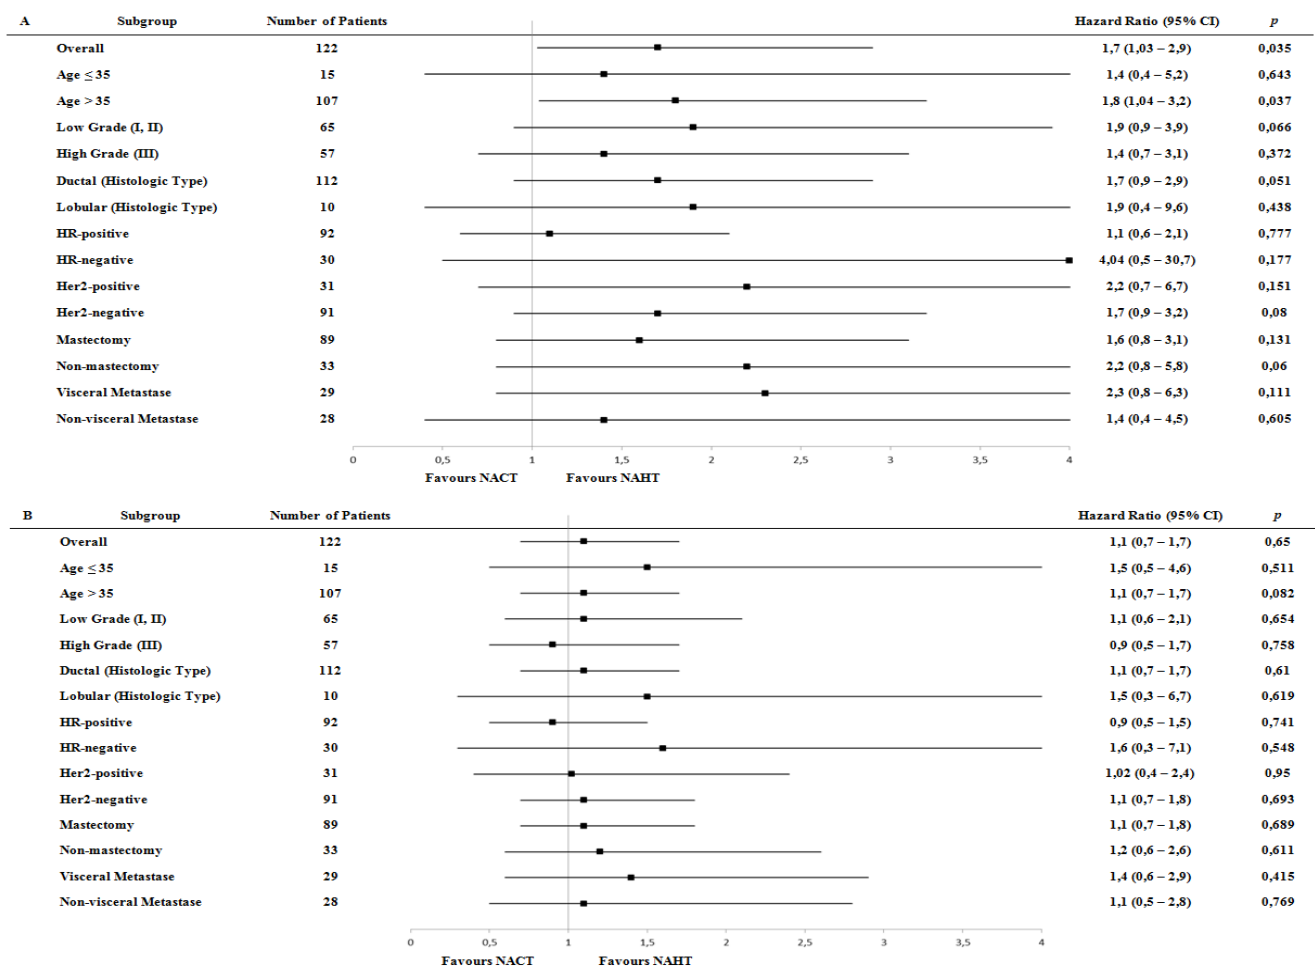 A Subgroup Number of Patients Hazard Ratio (95% CI) p
Overall 122 1,7 (1,03 – 2,9) 0,035
Age ≤ 35 15 1,4 (0,4 – 5,2) 0,643
Age > 35 107 1,8 (1,04 – 3,2) 0,037
Low Grade (I, II) 65 1,9 (0,9 – 3,9) 0,066
High Grade (III) 57 1,4 (0,7 – 3,1) 0,372
Ductal (Histologic Type) 112 1,7 (0,9 – 2,9) 0,051
Lobular (Histologic Type) 10 1,9 (0,4 – 9,6) 0,438
HR-positive 92 1,1 (0,6 – 2,1) 0,777
HR-negative 30 4,04 (0,5 – 30,7) 0,177
Her2-positive 31 2,2 (0,7 – 6,7) 0,151
Her2-negative 91 1,7 (0,9 – 3,2) 0,08
Mastectomy 89 1,6 (0,8 – 3,1) 0,131
Non-mastectomy 33 2,2 (0,8 – 5,8) 0,06
Visceral Metastase 29 2,3 (0,8 – 6,3) 0,111
Non-visceral Metastase 28 1,4 (0,4 – 4,5) 0,605
0 0,5 1 1,5 2 2,5 3 3,5 4
Favours NACT Favours NAHT
B Subgroup Number of Patients Hazard Ratio (95% CI) p
Overall 122 1,1 (0,7 – 1,7) 0,65
Age ≤ 35 15 1,5 (0,5 – 4,6) 0,511
Age > 35 107 1,1 (0,7 – 1,7) 0,082
Low Grade (I, II) 65 1,1 (0,6 – 2,1) 0,654
High Grade (III) 57 0,9 (0,5 – 1,7) 0,758
Ductal (Histologic Type) 112 1,1 (0,7 – 1,7) 0,61
Lobular (Histologic Type) 10 1,5 (0,3 – 6,7) 0,619
HR-positive 92 0,9 (0,5 – 1,5) 0,741
HR-negative 30 1,6 (0,3 – 7,1) 0,548
Her2-positive 31 1,02 (0,4 – 2,4) 0,95
Her2-negative 91 1,1 (0,7 – 1,8) 0,693
Mastectomy 89 1,1 (0,7 – 1,8) 0,689
Non-mastectomy 33 1,2 (0,6 – 2,6) 0,611
Visceral Metastase 29 1,4 (0,6 – 2,9) 0,415
Non-visceral Metastase 28 1,1 (0,5 – 2,8) 0,769
0 0,5 1 1,5 2 2,5 3 3,5 4
Favours NACT Favours NAHT